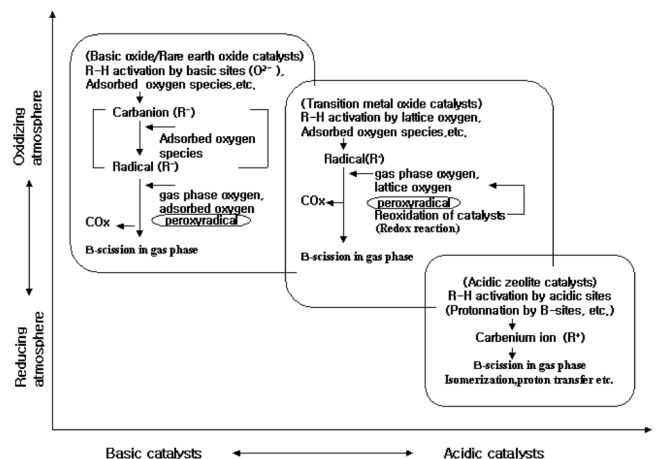 Oxidizing
atmosphere
Reducing
atmosphere
(Basic oxide/Rare earth oxide catalysts)
R-H activation by basic sites (O²⁻ ),
Adsorbed oxygen species,etc.
Carbanion (R⁻)
Adsorbed oxygen
species
Radical (R⁻)
gas phase oxygen,
adsorbed oxygen
peroxyradical
COx
B-scission in gas phase
(Transition metal oxide catalysts)
R-H activation by lattice oxygen,
Adsorbed oxygen species,etc.
Radical(R·)
gas phase oxygen,
lattice oxygen
peroxyradical
COx
Reoxidation of catalysts
(Redox reaction)
B-scission in gas phase
(Acidic zeolite catalysts)
R-H activation by acidic sites
(Protonnation by B-sites, etc.)
Carbenium ion (R⁺)
B-scission in gas phase
Isomerization,proton transfer etc.
Basic catalysts
Acidic catalysts